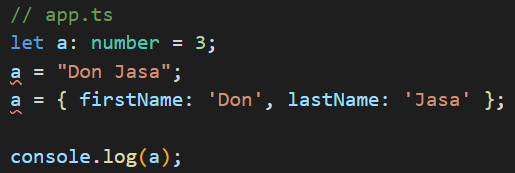 // app.ts
let a: number = 3;
a = "Don Jasa";
a = { firstName: 'Don', lastName: 'Jasa' };
console.log(a);